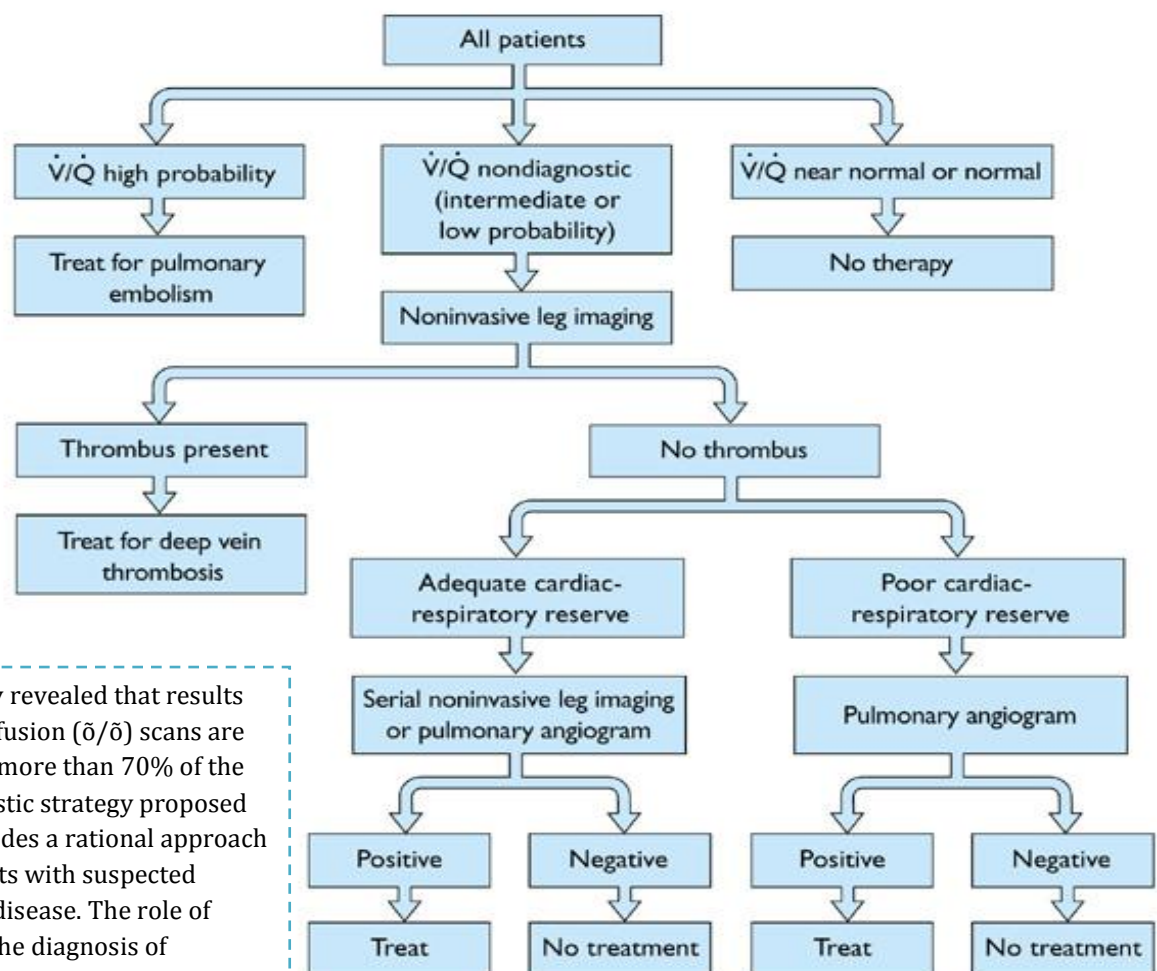 All patients
V̇/Q̇ high probability
Treat for pulmonary
embolism
V̇/Q̇ nondiagnostic
(intermediate or
low probability)
V̇/Q̇ near normal or normal
No therapy
Noninvasive leg imaging
Thrombus present
Treat for deep vein
thrombosis
No thrombus
Adequate cardiac-
respiratory reserve
Serial noninvasive leg imaging
or pulmonary angiogram
Positive
Treat
Negative
No treatment
Poor cardiac-
respiratory reserve
Pulmonary angiogram
Positive
Treat
Negative
No treatment
revealed that results
fusion (õ/õ) scans are
more than 70% of the
stic strategy proposed
des a rational approach
ts with suspected
disease. The role of
he diagnosis of